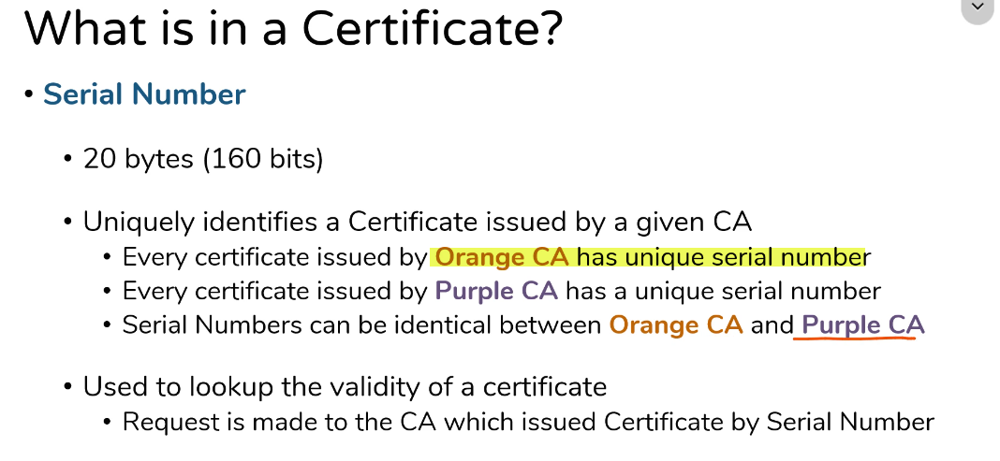 What is in a Certificate?
• Serial Number
• 20 bytes (160 bits)
• Uniquely identifies a Certificate issued by a given CA
• Every certificate issued by Orange CA has unique serial number
• Every certificate issued by Purple CA has a unique serial number
• Serial Numbers can be identical between Orange CA and Purple CA
• Used to lookup the validity of a certificate
• Request is made to the CA which issued Certificate by Serial Number